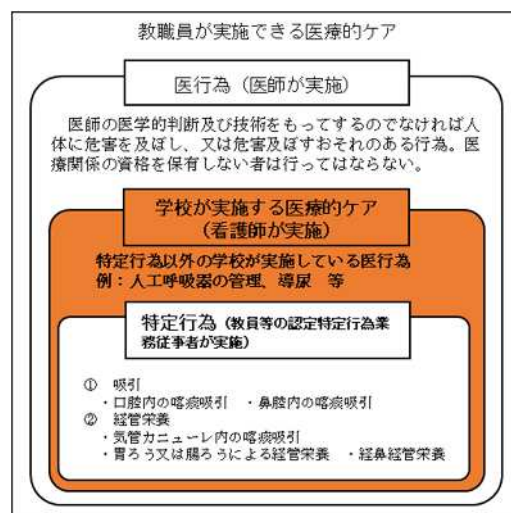 教職員が実施できる医療的ケア
医行為（医師が実施）
医師の医学的判断及び技術をもってするのでなければ人
体に危害を及ぼし、又は危害及ぼすおそれのある行為。医
療関係の資格を保有しない者は行ってはならない。
学校が実施する医療的ケア
（看護師が実施）
特定行為以外の学校が実施している医行為
例：人工呼吸器の管理、導尿　等
特定行為（教員等の認定特定行為業
務従事者が実施）
①　吸引
・口腔内の喀痰吸引　・鼻腔内の喀痰吸引
②　経管栄養
・気管カニューレ内の喀痰吸引
・胃ろう又は腸ろうによる経管栄養　・経鼻経管栄養